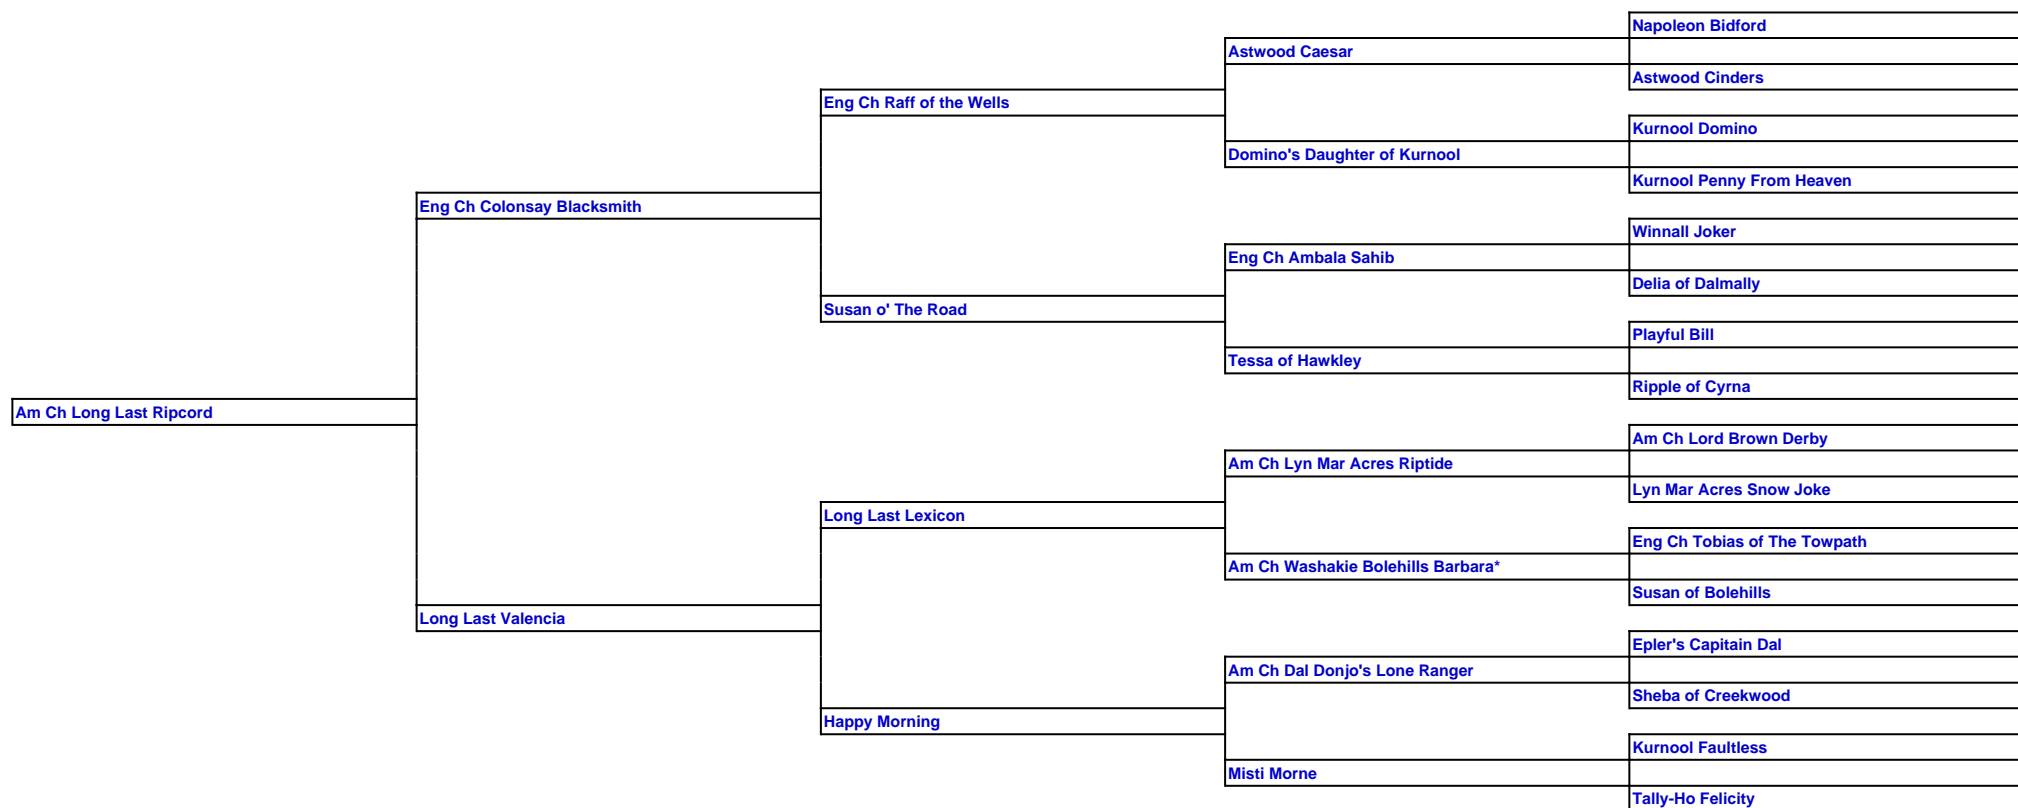 Napoleon Bidford
Astwood Caesar
Astwood Cinders
Eng Ch Raff of the Wells
Kurnool Domino
Domino's Daughter of Kurnool
Kurnool Penny From Heaven
Eng Ch Colonsay Blacksmith
Winnall Joker
Eng Ch Ambala Sahib
Delia of Dalmally
Susan o' The Road
Playful Bill
Tessa of Hawkley
Ripple of Cyrna
Am Ch Long Last Ripcord
Am Ch Lord Brown Derby
Am Ch Lyn Mar Acres Riptide
Lyn Mar Acres Snow Joke
Long Last Lexicon
Eng Ch Tobias of The Towpath
Am Ch Washakie Bolehills Barbara*
Susan of Bolehills
Long Last Valencia
Epler's Capitain Dal
Am Ch Dal Donjo's Lone Ranger
Sheba of Creekwood
Happy Morning
Kurnool Faultless
Misti Morne
Tally-Ho Felicity